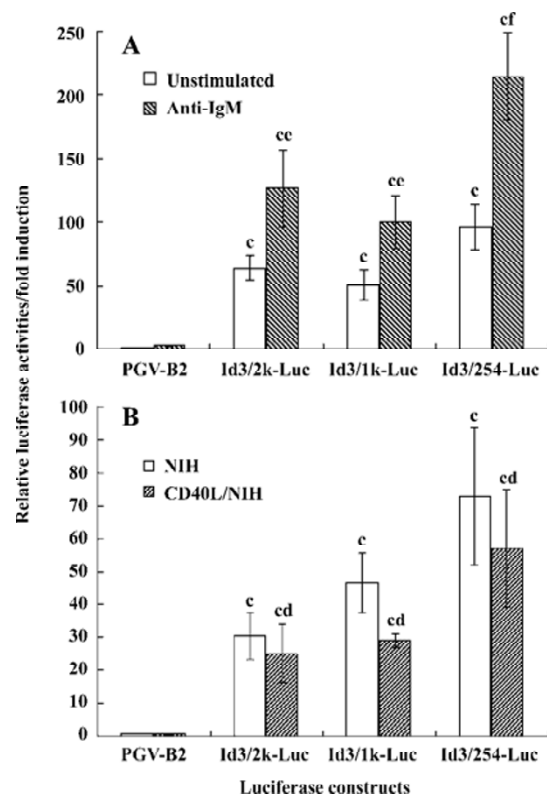 Relative luciferase activities/fold induction
A
250
200
150
100
50
0
Unstimulated
Anti-IgM
c
cc
c
cc
c
cf
PGV-B2 Id3/2k-Luc Id3/1k-Luc Id3/254-Luc
B
100
90
80
70
60
50
40
30
20
10
0
NIH
CD40L/NIH
c
cd
c
cd
c
cd
PGV-B2 Id3/2k-Luc Id3/1k-Luc Id3/254-Luc
Luciferase constructs